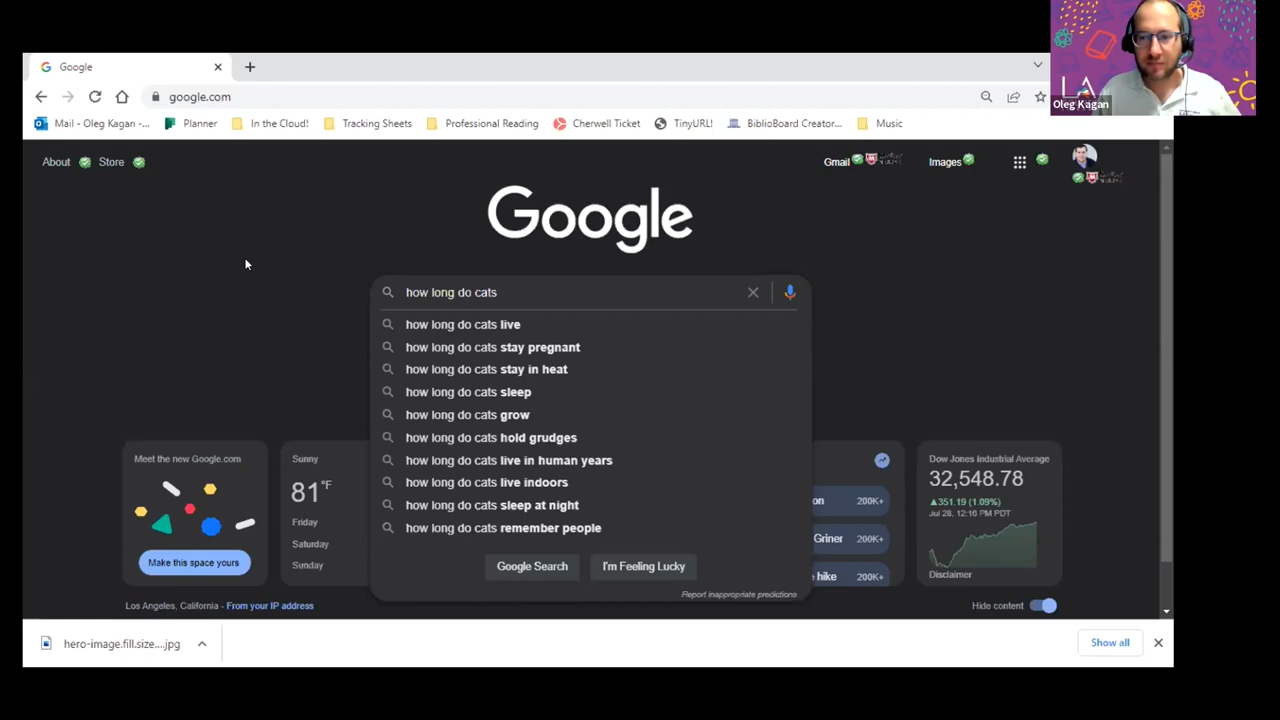 Google
google.com
Mail - Oleg Kagan -...
Planner
In the Cloud!
Tracking Sheets
Professional Reading
Cherwell Ticket
TinyURL!
BiblioBoard Creator...
Music
LA
Oleg Kagan
About
Store
Gmail
Images
Google
how long do cats
how long do cats live
how long do cats stay pregnant
how long do cats stay in heat
how long do cats sleep
how long do cats grow
how long do cats hold grudges
how long do cats live in human years
how long do cats live indoors
how long do cats sleep at night
how long do cats remember people
Google Search
I'm Feeling Lucky
Report inappropriate predictions
Meet the new Google.com
Make this space yours
Sunny
81°F
Friday
Saturday
Sunday
on 200K+
Griner 200K+
hike 200K+
Dow Jones Industrial Average
32,548.78
▲351.19 (1.09%)
Jul 28, 12:16 PM PDT
Disclaimer
Los Angeles, California - From your IP address
Hide content
hero-image.fill.size....jpg
Show all